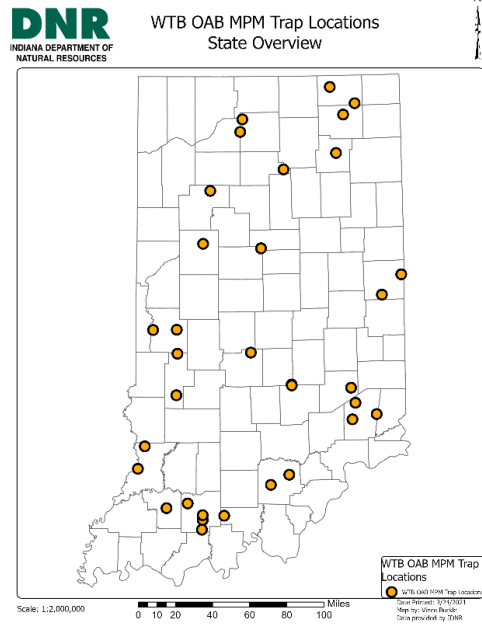 DNR
INDIANA DEPARTMENT OF
NATURAL RESOURCES
WTB OAB MPM Trap Locations
State Overview
WTB OAB MPM Trap
Locations
WTB OAB MPM Trap Locations
Scale: 1:2,000,000
0 10 20 40 60 80 100
Miles
Date Printed: 3/24/2021
Map by: Vince Burkle
Data provided by IDNR